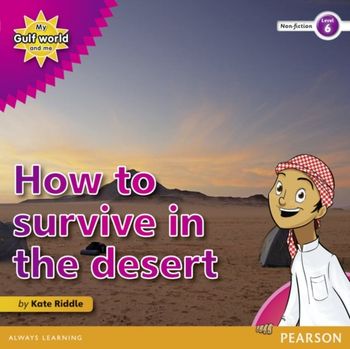 My
Gulf world
and me
Non-fiction
Level
6
How to
survive in
the desert
by Kate Riddle
ALWAYS LEARNING
PEARSON